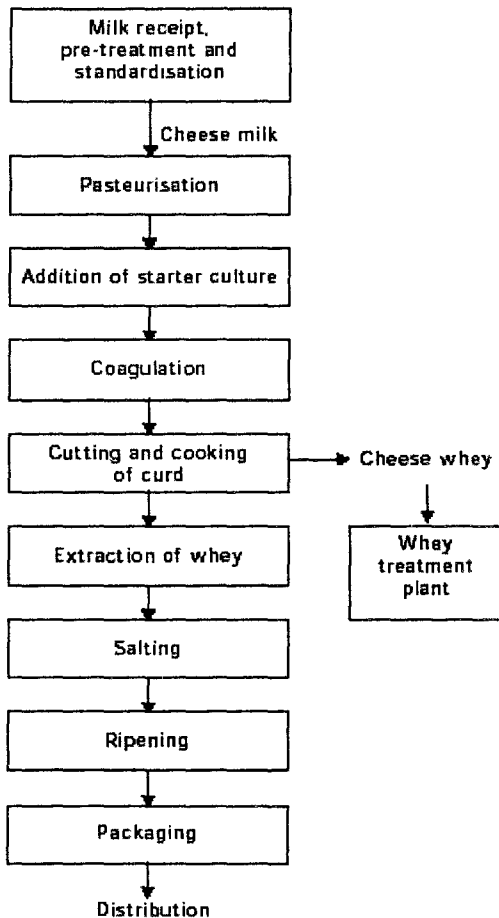 Milk receipt,
pre-treatment and
standardisation
Cheese milk
Pasteurisation
Addition of starter culture
Coagulation
Cutting and cooking
of curd
Cheese whey
Whey
treatment
plant
Extraction of whey
Salting
Ripening
Packaging
Distribution